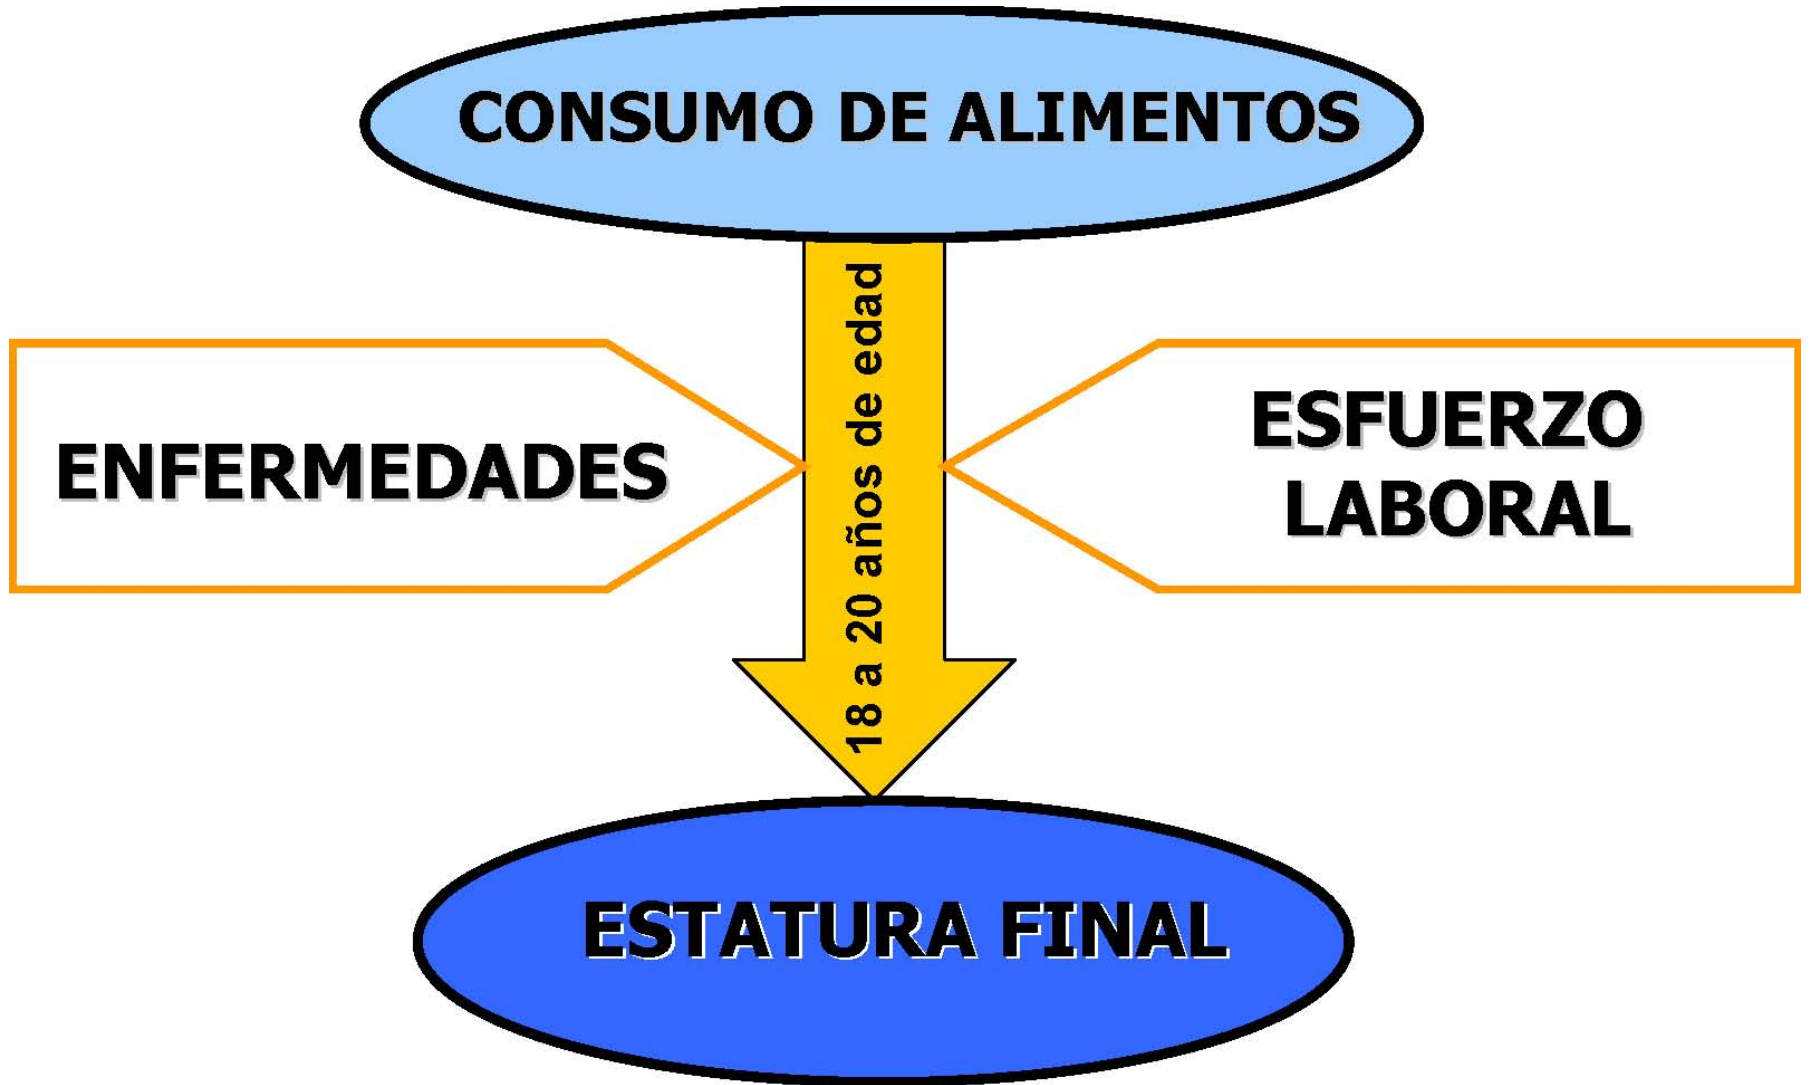 CONSUMO DE ALIMENTOS
18 a 20 años de edad
ENFERMEDADES
ESFUERZO
LABORAL
ESTATURA FINAL